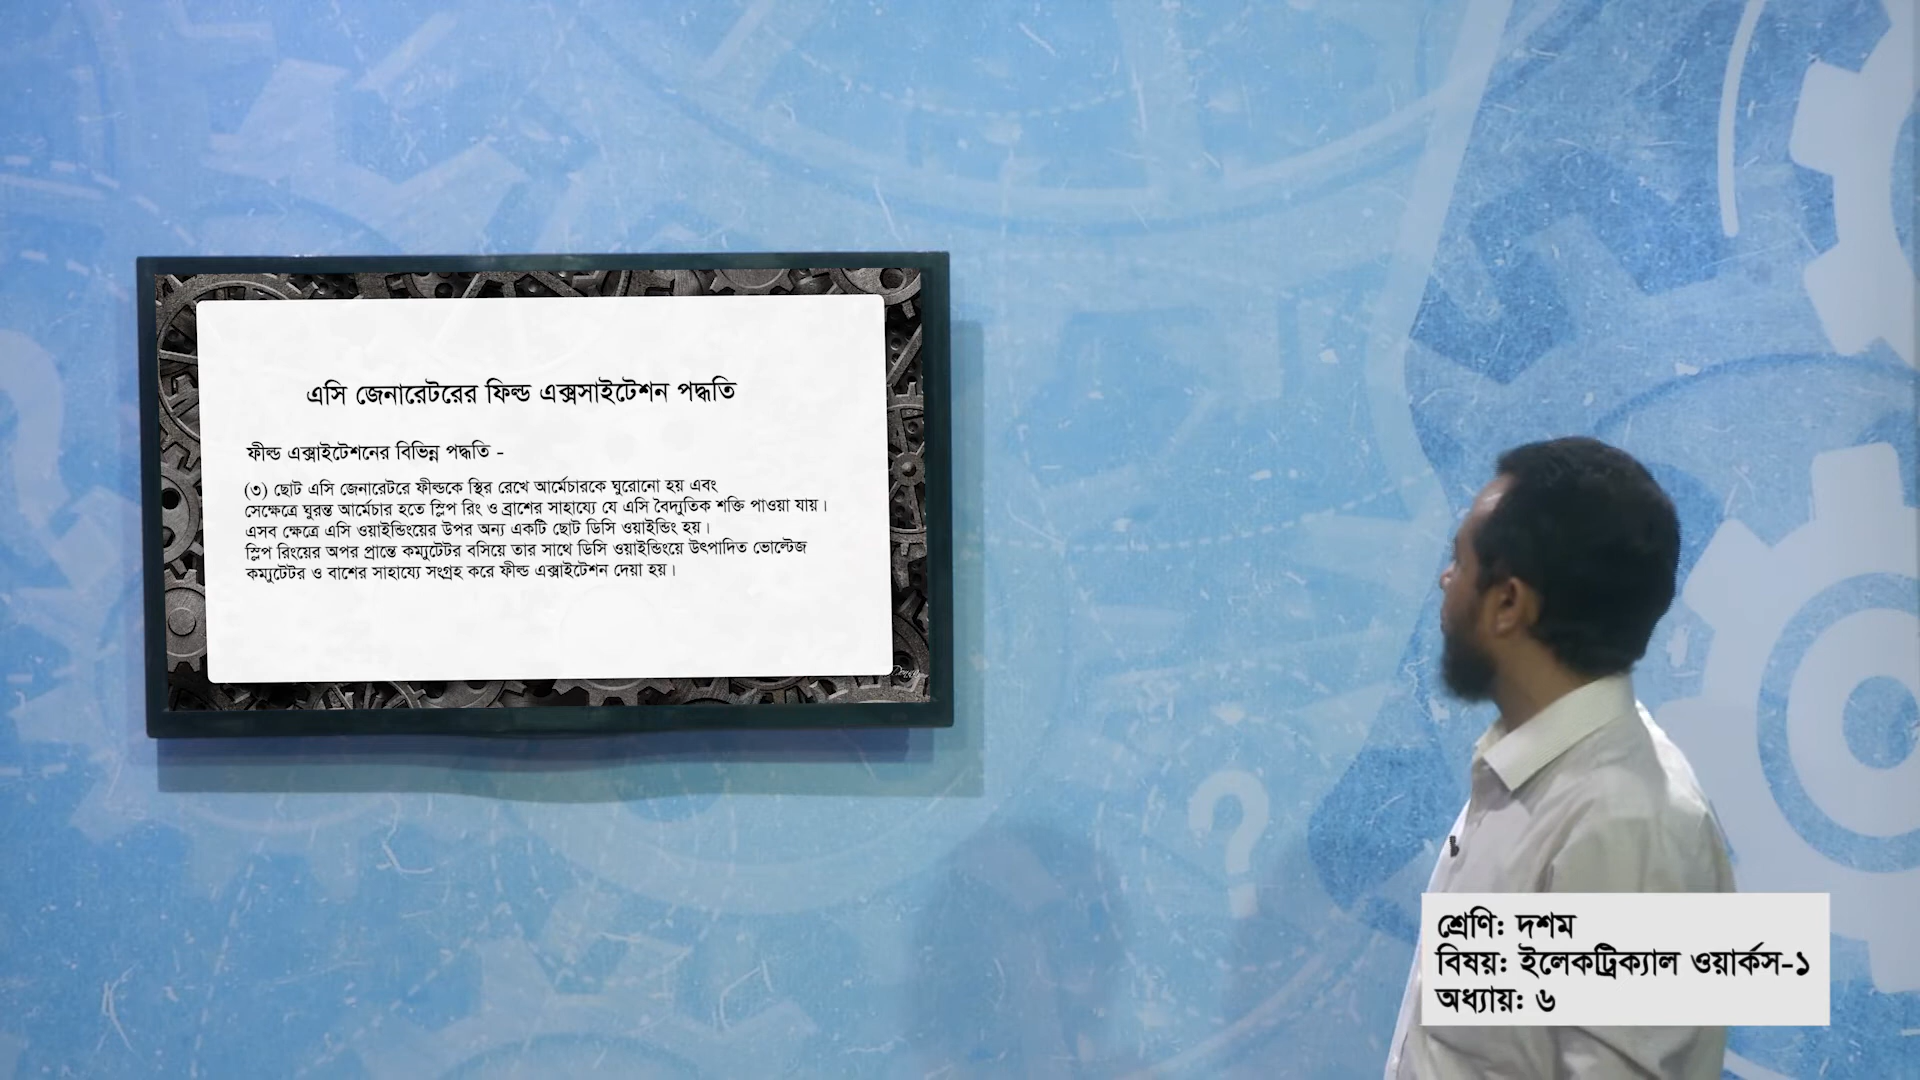 এসি জেনারেটরের ফিল্ড এক্সসাইটেশন পদ্ধতি
ফীল্ড এক্সাইটেশনের বিভিন্ন পদ্ধতি -
(৩) ছোট এসি জেনারেটরে ফীল্ডকে স্থির রেখে আর্মেচারকে ঘুরোনো হয় এবং
সেক্ষেত্রে ঘুরন্ত আর্মেচার হতে স্লিপ রিং ও ব্রাশের সাহায্যে যে এসি বৈদ্যুতিক শক্তি পাওয়া যায়।
এসব ক্ষেত্রে এসি ওয়াইন্ডিংয়ের উপর অন্য একটি ছোট ডিসি ওয়াইন্ডিং হয়।
স্লিপ রিংয়ের অপর প্রান্তে কম্যুটেটর বসিয়ে তার সাথে ডিসি ওয়াইন্ডিংয়ে উৎপাদিত ভোল্টেজ
কম্যুটেটর ও বাশের সাহায্যে সংগ্রহ করে ফীল্ড এক্সাইটেশন দেয়া হয়।
শ্রেণি: দশম
বিষয়: ইলেকট্রিক্যাল ওয়ার্কস-১
অধ্যায়: ৬